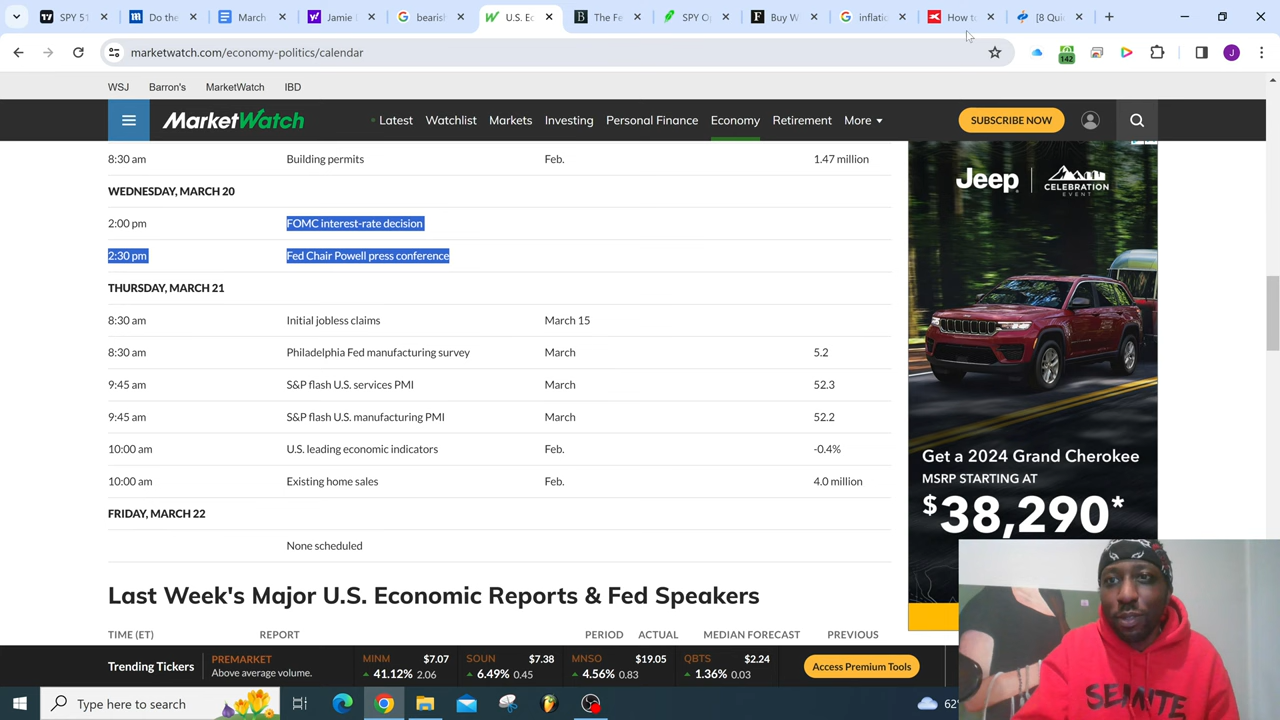 SPY 51
Do the
March
Jamie
bearish
U.S. Ec
The Fe
SPY Op
Buy W
inflatic
How to
[8 Quic
marketwatch.com/economy-politics/calendar
142
J
WSJ Barron's MarketWatch IBD
MarketWatch
Latest Watchlist Markets Investing Personal Finance Economy Retirement More
SUBSCRIBE NOW
8:30 am Building permits Feb. 1.47 million
WEDNESDAY, MARCH 20
2:00 pm FOMC interest-rate decision
2:30 pm Fed Chair Powell press conference
THURSDAY, MARCH 21
8:30 am Initial jobless claims March 15
8:30 am Philadelphia Fed manufacturing survey March 5.2
9:45 am S&P flash U.S. services PMI March 52.3
9:45 am S&P flash U.S. manufacturing PMI March 52.2
10:00 am U.S. leading economic indicators Feb. -0.4%
10:00 am Existing home sales Feb. 4.0 million
FRIDAY, MARCH 22
None scheduled
Last Week's Major U.S. Economic Reports & Fed Speakers
TIME (ET) REPORT PERIOD ACTUAL MEDIAN FORECAST PREVIOUS
Jeep
CELEBRATION
EVENT
Get a 2024 Grand Cherokee
MSRP STARTING AT
$38,290*
Trending Tickers
PREMARKET
Above average volume.
MINM $7.07
41.12% 2.06
SOUN $7.38
6.49% 0.45
MNSO $19.05
4.56% 0.83
QBTS $2.24
1.36% 0.03
Access Premium Tools
Type here to search
62°